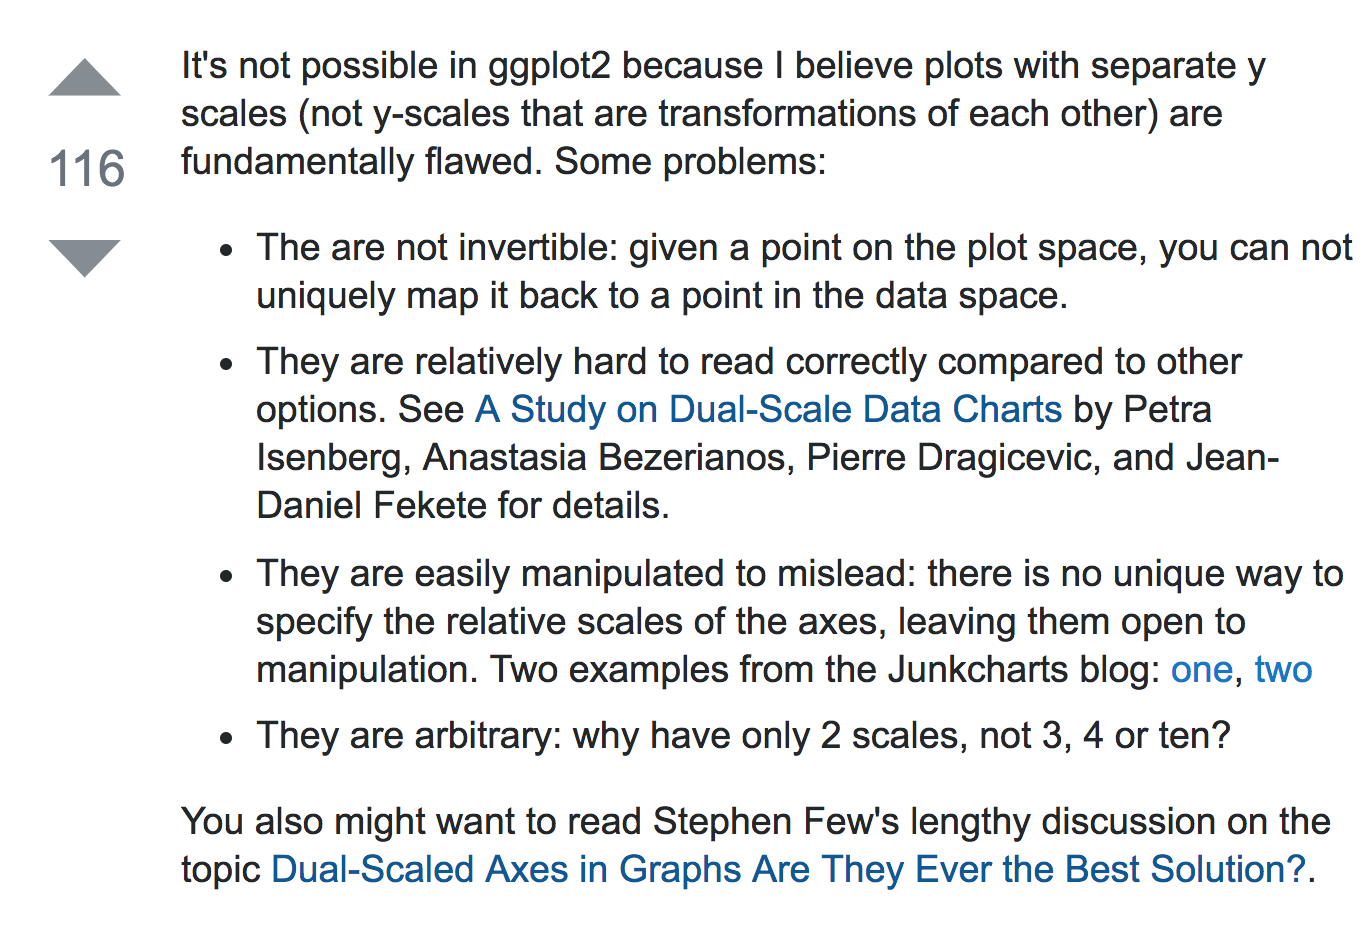 It's not possible in ggplot2 because I believe plots with separate y
scales (not y-scales that are transformations of each other) are
fundamentally flawed. Some problems:
116
• The are not invertible: given a point on the plot space, you can not
uniquely map it back to a point in the data space.
• They are relatively hard to read correctly compared to other
options. See A Study on Dual-Scale Data Charts by Petra
Isenberg, Anastasia Bezerianos, Pierre Dragicevic, and Jean-
Daniel Fekete for details.
• They are easily manipulated to mislead: there is no unique way to
specify the relative scales of the axes, leaving them open to
manipulation. Two examples from the Junkcharts blog: one, two
• They are arbitrary: why have only 2 scales, not 3, 4 or ten?
You also might want to read Stephen Few's lengthy discussion on the
topic Dual-Scaled Axes in Graphs Are They Ever the Best Solution?.